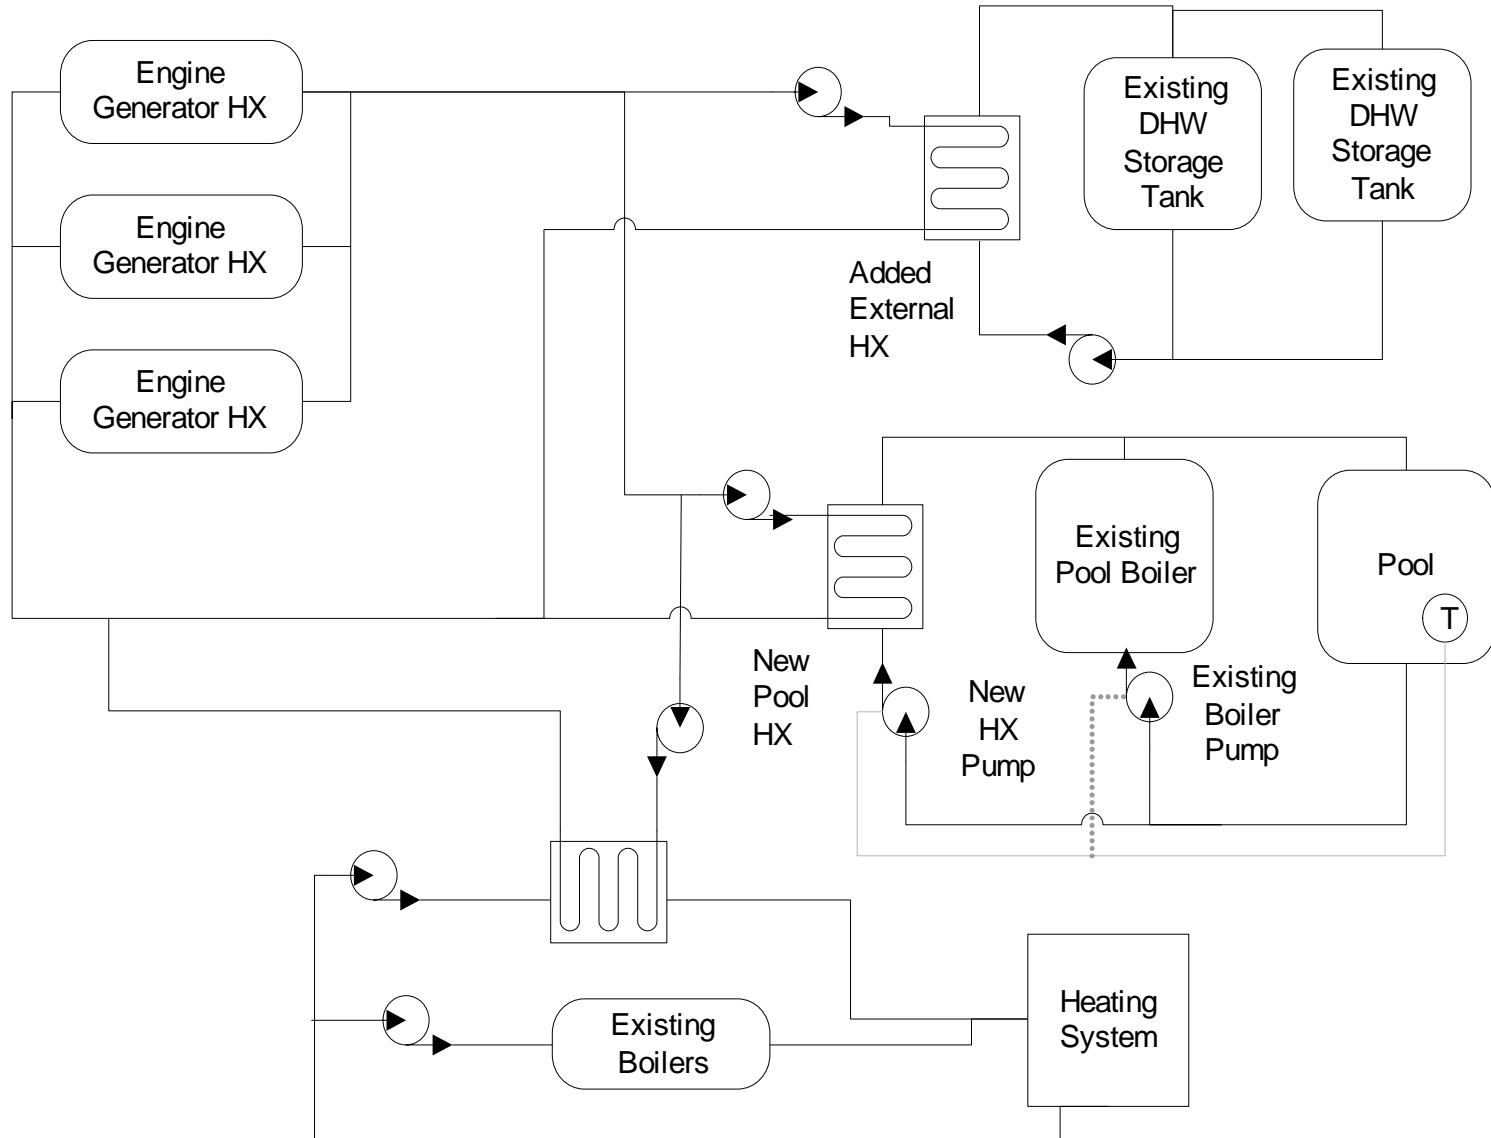 Engine
Generator HX
Engine
Generator HX
Engine
Generator HX
Existing
DHW
Storage
Tank
Existing
DHW
Storage
Tank
Added
External
HX
Existing
Pool Boiler
Pool
T
New
Pool
HX
New
HX
Pump
Existing
Boiler
Pump
Existing
Boilers
Heating
System